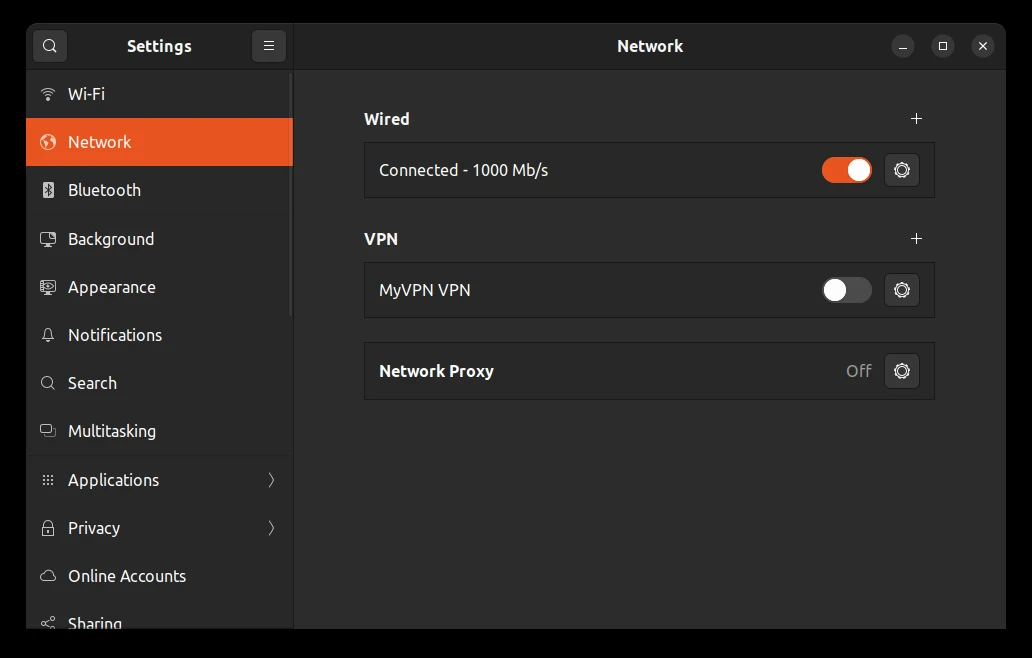 Settings
Network
Wi-Fi
Network
Bluetooth
Background
Appearance
Notifications
Search
Multitasking
Applications
Privacy
Online Accounts
Sharing
Wired
Connected - 1000 Mb/s
VPN
MyVPN VPN
Network Proxy Off